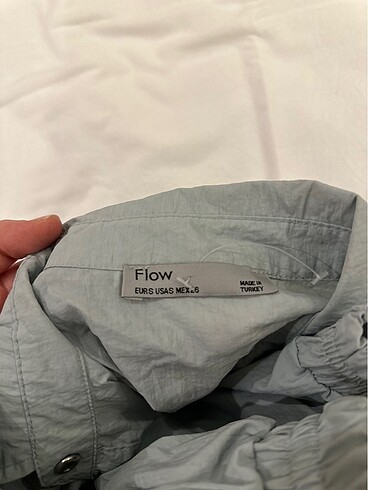 Flow
EUR S USA S MEX 26
MADE IN
TURKEY